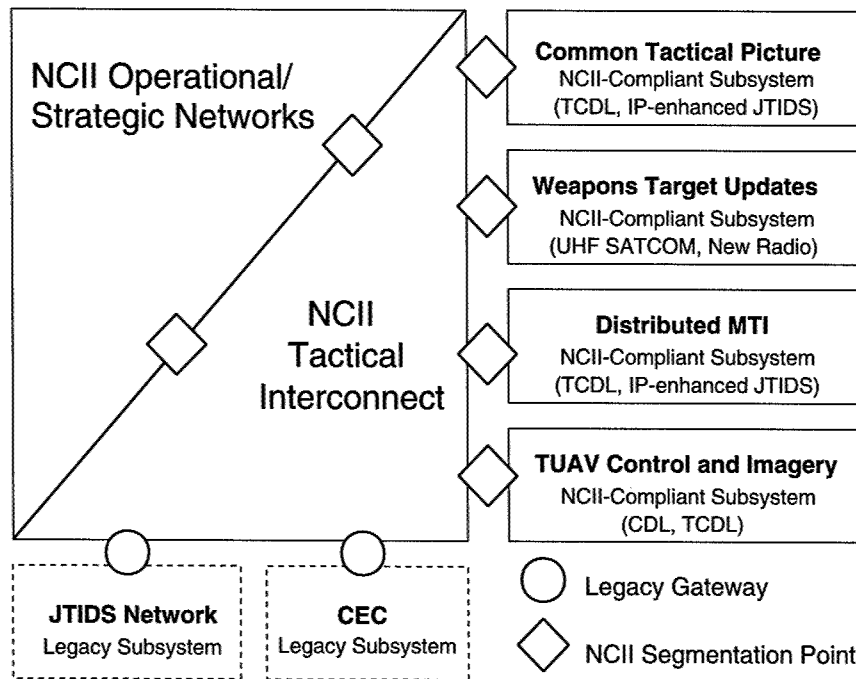 NCII Operational/
Strategic Networks
NCII
Tactical
Interconnect
Common Tactical Picture
NCII-Compliant Subsystem
(TCDL, IP-enhanced JTIDS)
Weapons Target Updates
NCII-Compliant Subsystem
(UHF SATCOM, New Radio)
Distributed MTI
NCII-Compliant Subsystem
(TCDL, IP-enhanced JTIDS)
TUAV Control and Imagery
NCII-Compliant Subsystem
(CDL, TCDL)
JTIDS Network
Legacy Subsystem
CEC
Legacy Subsystem
Legacy Gateway
NCII Segmentation Point